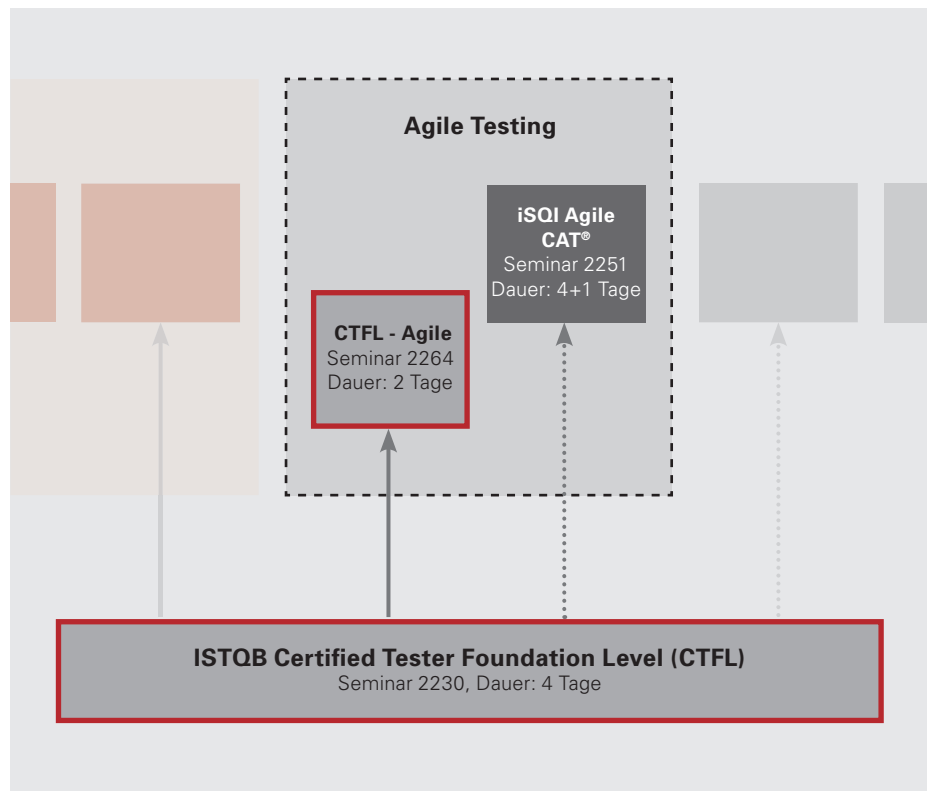 Agile Testing
iSQI Agile
CAT®
Seminar 2251
Dauer: 4+1 Tage
CTFL - Agile
Seminar 2264
Dauer: 2 Tage
ISTQB Certified Tester Foundation Level (CTFL)
Seminar 2230, Dauer: 4 Tage